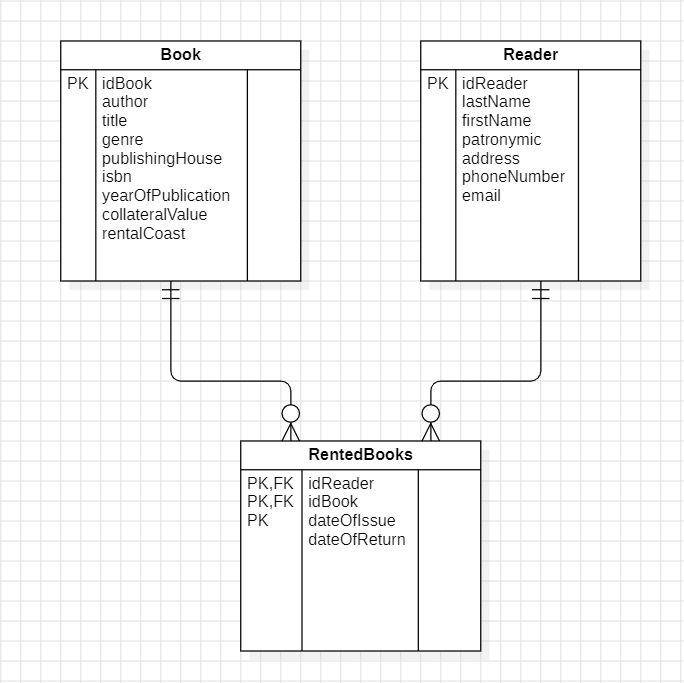 Book
PK idBook
author
title
genre
publishingHouse
isbn
yearOfPublication
collateralValue
rentalCoast
Reader
PK idReader
lastName
firstName
patronymic
address
phoneNumber
email
RentedBooks
PK,FK idReader
PK,FK idBook
PK dateOfIssue
dateOfReturn